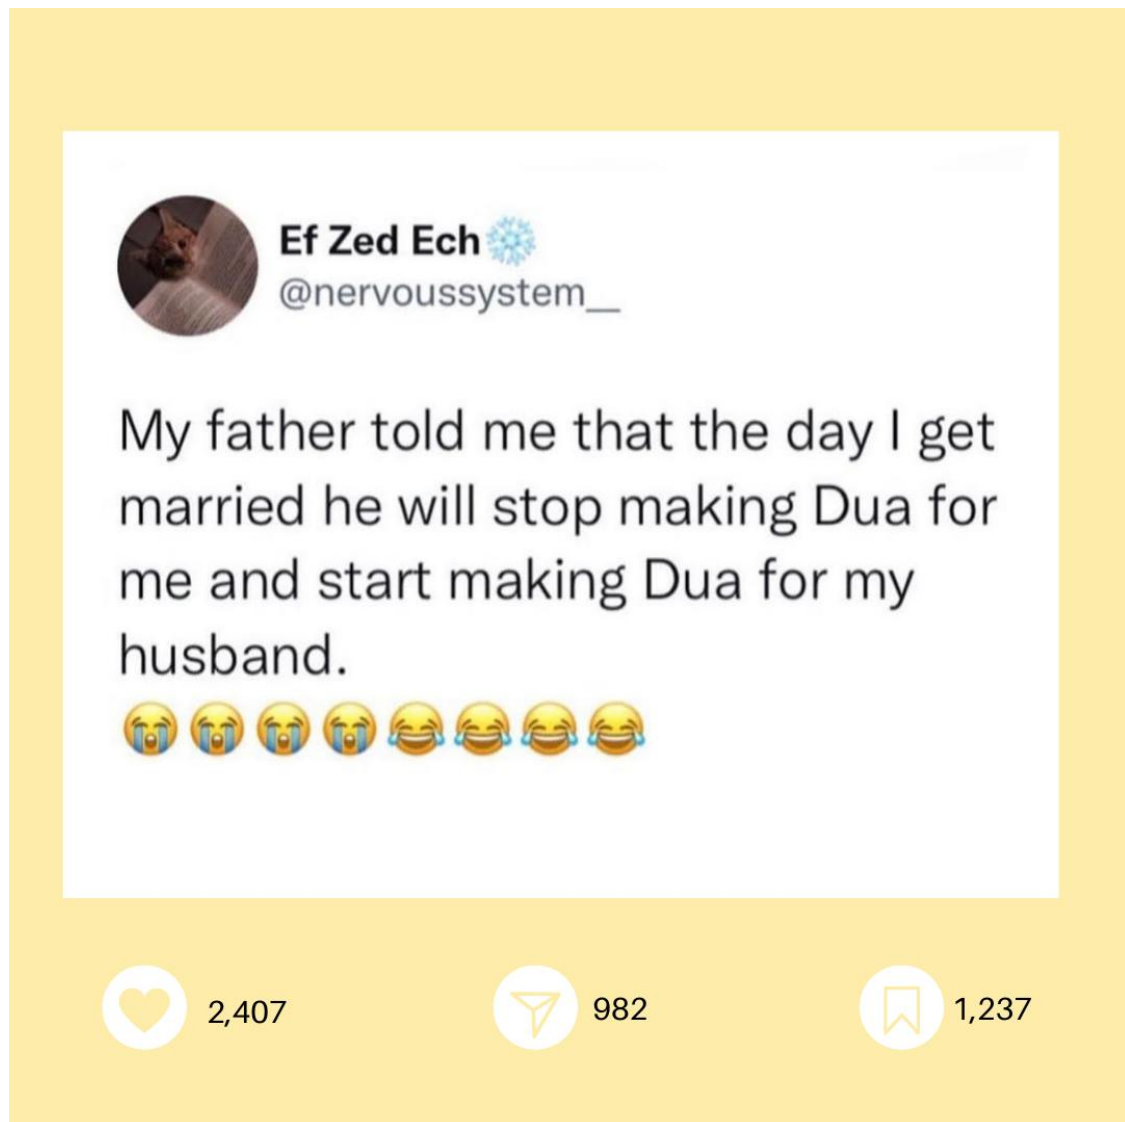 Ef Zed Ech❄️
@nervoussystem__
My father told me that the day I get
married he will stop making Dua for
me and start making Dua for my
husband.
😭😭😭😭😂😂😂😂
2,407
982
1,237